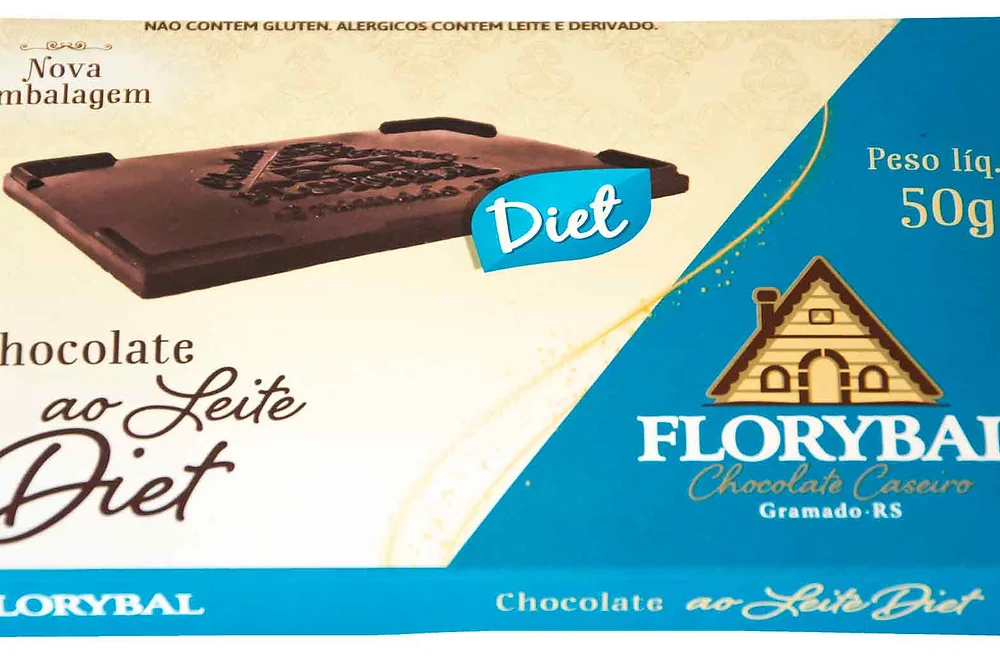 NAO CONTEM GLUTEN. ALERGICOS CONTEM LEITE E DERIVADO.
Nova
mbalagem
Diet
Peso líq.
50g
hocolate
ao Leite
Diet
FLORYBAL
Chocolate Caseiro
Gramado·RS
LORYBAL
Chocolate ao Leite Diet